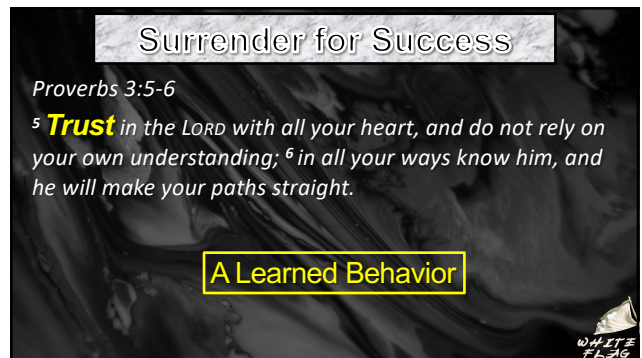 Surrender for Success
Proverbs 3:5-6
5 Trust in the LORD with all your heart, and do not rely on
your own understanding; 6 in all your ways know him, and
he will make your paths straight.
A Learned Behavior
WHITE
FLAG